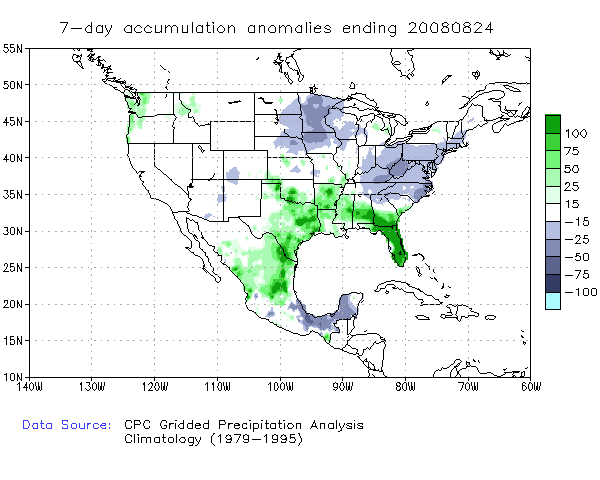 7-day accumulation anomalies ending 20080824
55N
50N
45N
40N
35N
30N
25N
20N
15N
10N
140W 130W 120W 110W 100W 90W 80W 70W 60W
100
75
50
25
15
-15
-25
-50
-75
-100
Data Source: CPC Gridded Precipitation Analysis
Climatology (1979-1995)